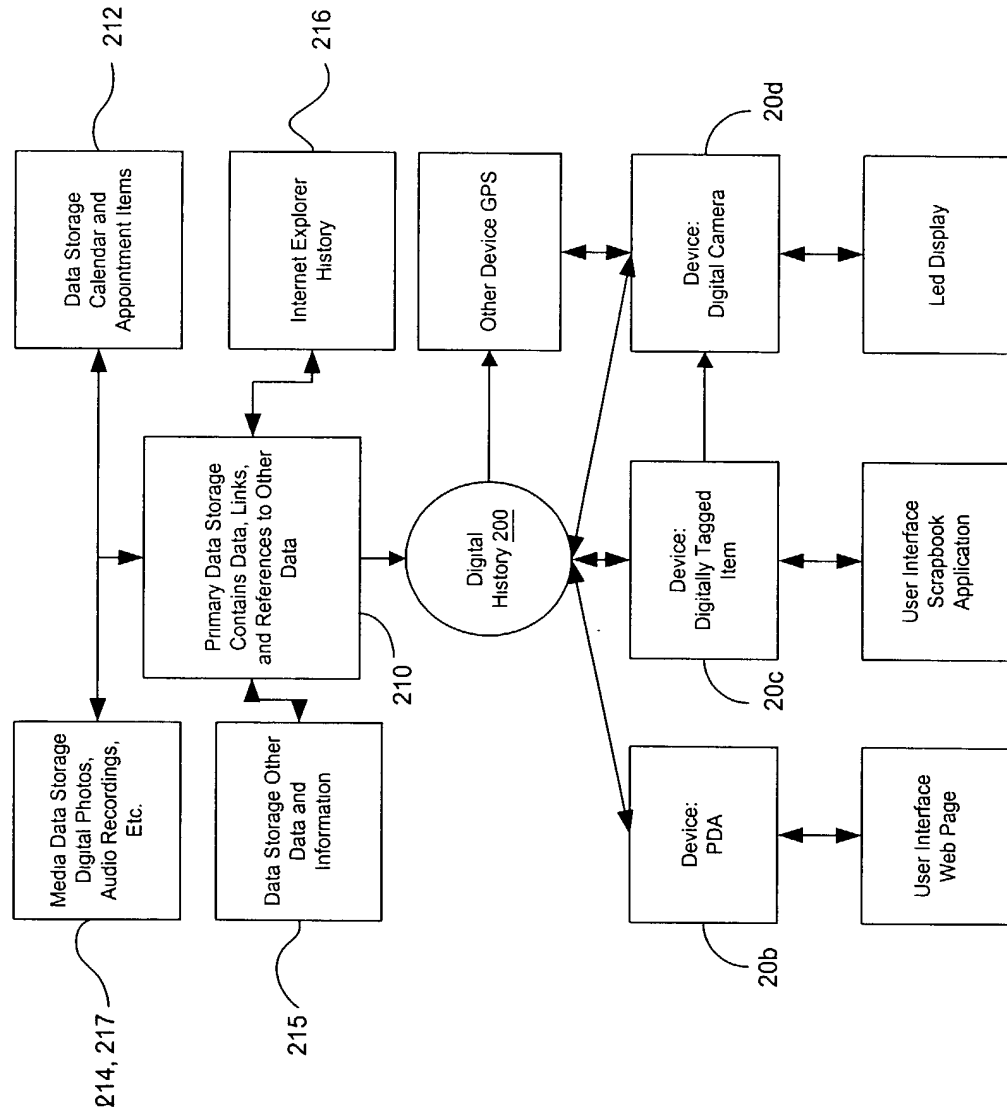 212
Data Storage
Calendar and
Appointment Items
216
Internet Explorer
History
Other Device GPS
20d
Device:
Digital Camera
Led Display
Primary Data Storage
Contains Data, Links,
and References to Other
Data
210
Digital
History 200
Device:
Digitally Tagged
Item
20c
User Interface
Scrapbook
Application
Media Data Storage
Digital Photos,
Audio Recordings,
Etc.
214, 217
Data Storage Other
Data and
Information
215
Device:
PDA
20b
User Interface
Web Page